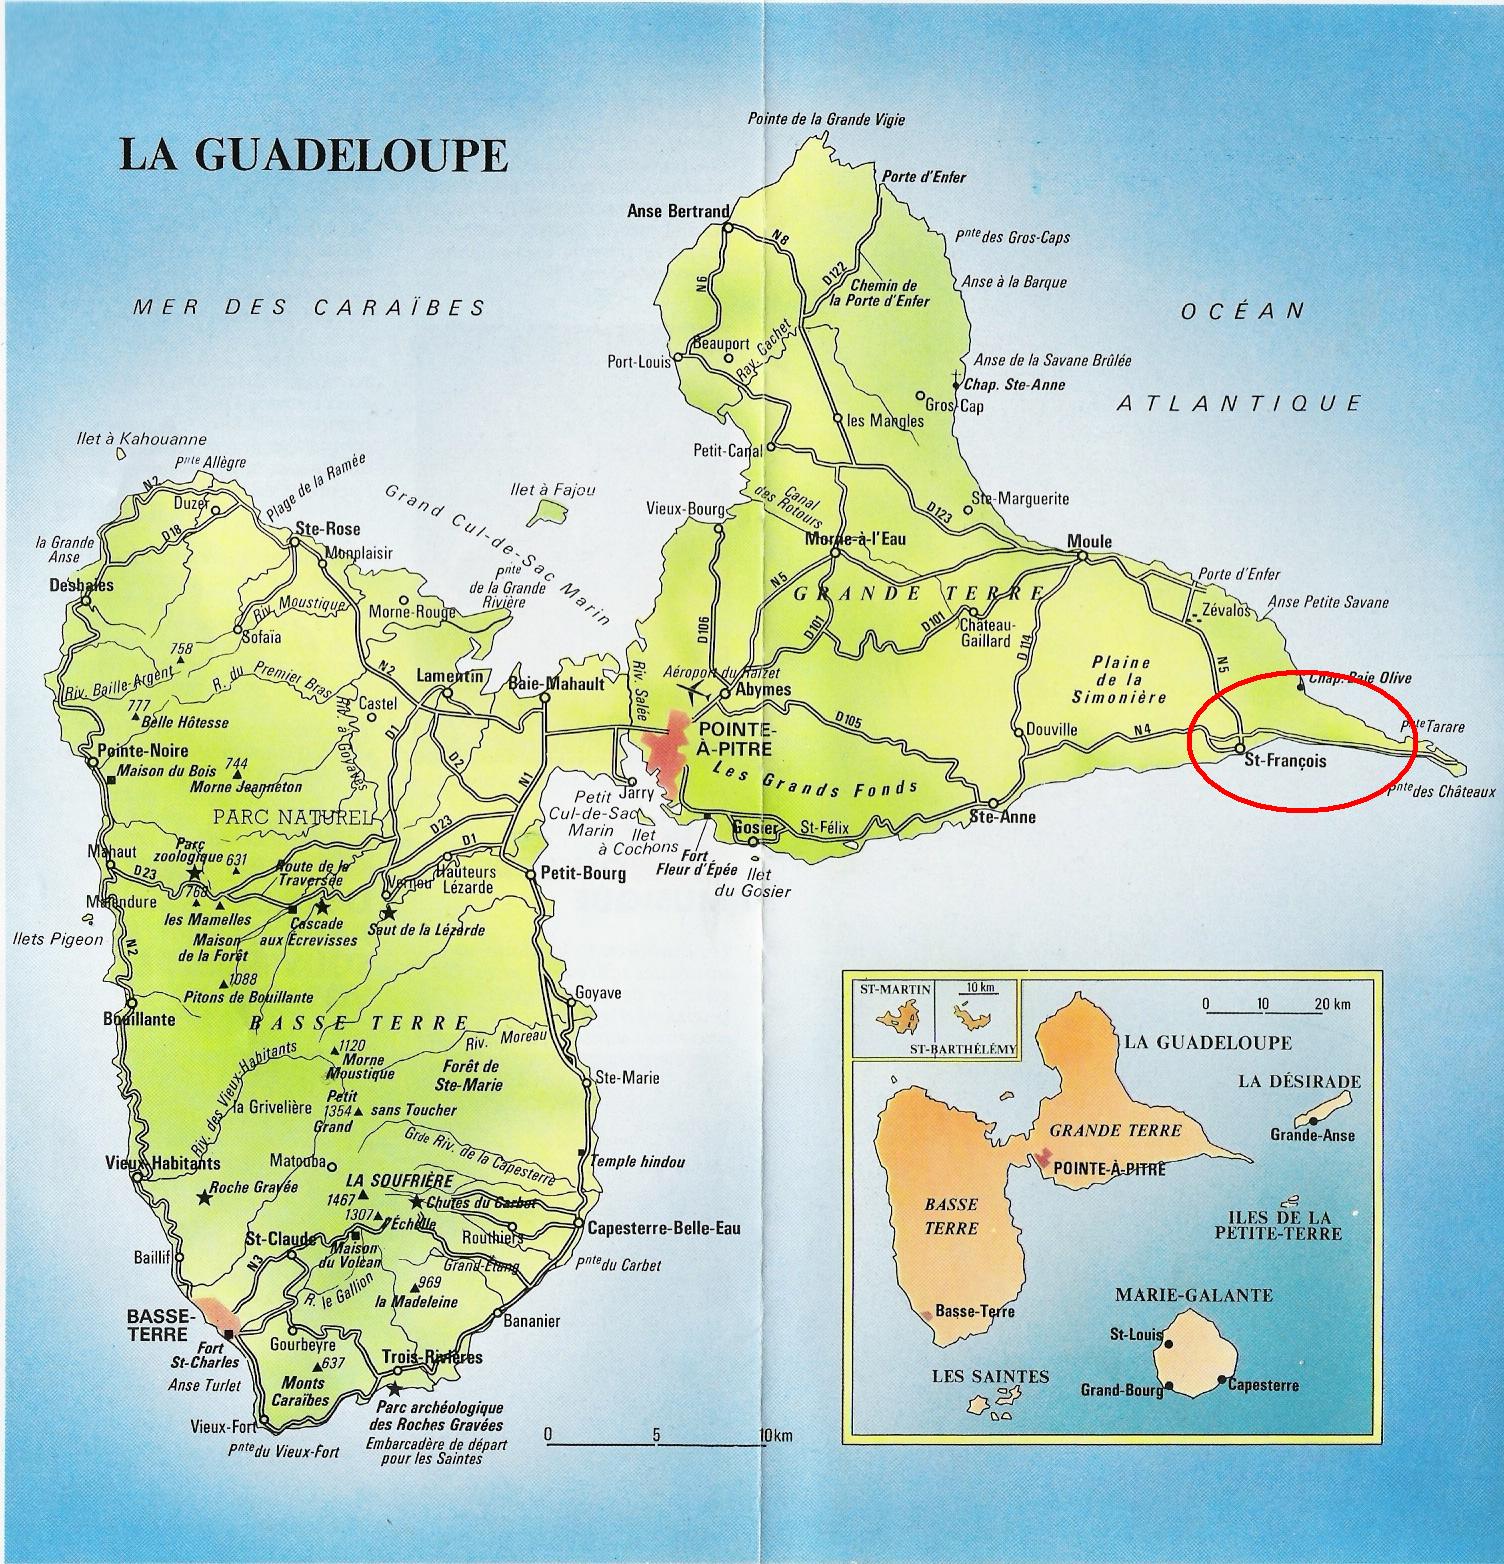 LA GUADELOUPE
MER DES CARAÏBES
OCÉAN
ATLANTIQUE
Pointe de la Grande Vigie
Porte d'Enfer
Anse Bertrand
N8
Pnte des Gros-Caps
D122
N6
Chemin de
la Porte d'Enfer
Anse à la Barque
Beauport
Port-Louis
Rav. Cachet
Anse de la Savane Brûlée
Chap. Ste-Anne
Gros-Cap
les Mangles
Petit-Canal
Canal
des Rotours
Ste-Marguerite
D123
Vieux-Bourg
Morne-à-l'Eau
Moule
N5
GRANDE TERRE
Porte d'Enfer
Zévalos
Anse Petite Savane
D106
D101
D101
Château-
Gaillard
D114
Plaine
de la
Simonière
N5
Aéroport du Raizet
Riv. Salée
Abymes
Chap. Baie Olive
POINTE-
À-PITRE
D105
Douville
N4
Pnte Tarare
St-François
Pnte des Châteaux
Les Grands Fonds
Jarry
Petit
Cul-de-Sac
Marin
Ilet
à Cochons
Gosier
St-Félix
Ste-Anne
Fort
Fleur d'Épée
Ilet
du Gosier
Ilet à Kahouanne
Pnte Allègre
N2
Duzer
Plage de la Ramée
Grand Cul-de-Sac Marin
Ilet à Fajou
D18
la Grande
Anse
Ste-Rose
Monplaisir
Pnte
de la Grande
Rivière
Deshaies
Riv. Moustique
Morne-Rouge
Sofaïa
758
Riv. Baille-Argent
R. du Premier Bras
N2
Lamentin
Baie-Mahault
777
Belle Hôtesse
Riv. à Goyaves
Castel
D1
D2
N1
Pointe-Noire
Maison du Bois
744
Morne Jeanneton
PARC NATUREL
D23
D1
Mahaut
Parc
zoologique
631
Route de la
Traversée
D23
Vernou
Hauteurs
Lézarde
Petit-Bourg
Malendure
768
les Mamelles
Cascade
aux Écrevisses
Saut de la Lézarde
Ilets Pigeon
N2
Maison
de la Forêt
1088
Pitons de Bouillante
Goyave
Bouillante
BASSE TERRE
Riv. Moreau
Riv. des Vieux-Habitants
1120
Morne
Moustique
Forêt de
Ste-Marie
Ste-Marie
la Grivelière
Petit
1354 sans Toucher
Grand
Grde Riv. de la Capesterre
Vieux-Habitants
Matouba
Temple hindou
Roche Gravée
LA SOUFRIÈRE
1467
Chutes du Carbet
1307
l'Échelle
Capesterre-Belle-Eau
St-Claude
Routhiers
Baillif
N3
Maison
du Volcan
Grand-Étang
Pnte du Carbet
R. le Gallion
969
la Madeleine
BASSE-
TERRE
Bananier
Fort
St-Charles
Gourbeyre
637
Trois-Rivières
Anse Turlet
Monts
Caraïbes
Parc archéologique
des Roches Gravées
Vieux-Fort
Embarcadère de départ
pour les Saintes
Pnte du Vieux-Fort
0 5 10km
ST-MARTIN
10 km
ST-BARTHÉLÉMY
0 10 20 km
LA GUADELOUPE
LA DÉSIRADE
Grande-Anse
GRANDE TERRE
POINTE-À-PITRE
BASSE
TERRE
ILES DE LA
PETITE-TERRE
Basse-Terre
MARIE-GALANTE
St-Louis
LES SAINTES
Grand-Bourg
Capesterre